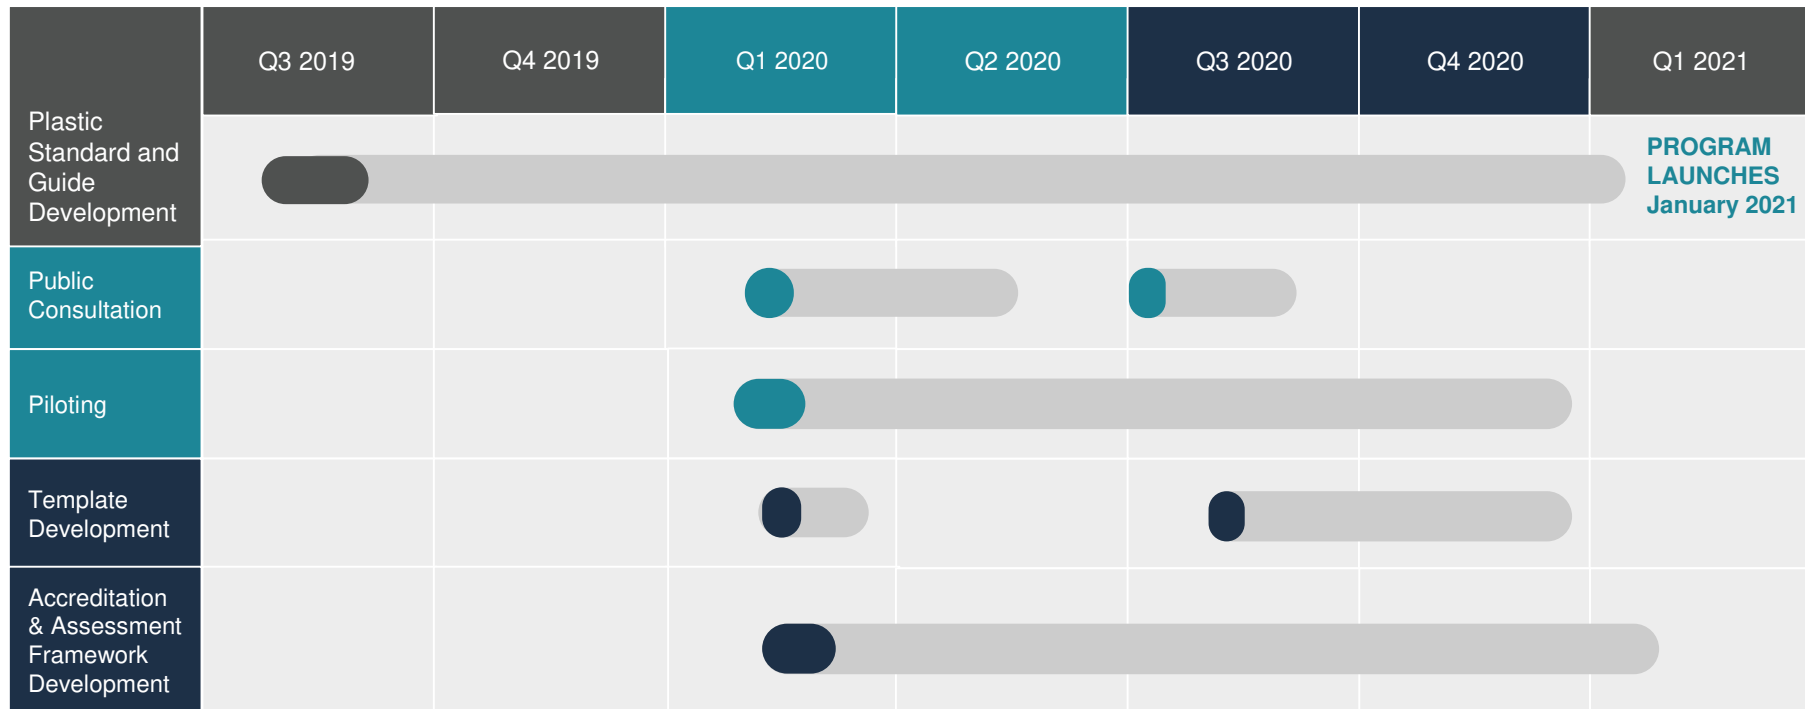 Q3 2019
Q4 2019
Q1 2020
Q2 2020
Q3 2020
Q4 2020
Q1 2021
Plastic
Standard and
Guide
Development
PROGRAM
LAUNCHES
January 2021
Public
Consultation
Piloting
Template
Development
Accreditation
& Assessment
Framework
Development